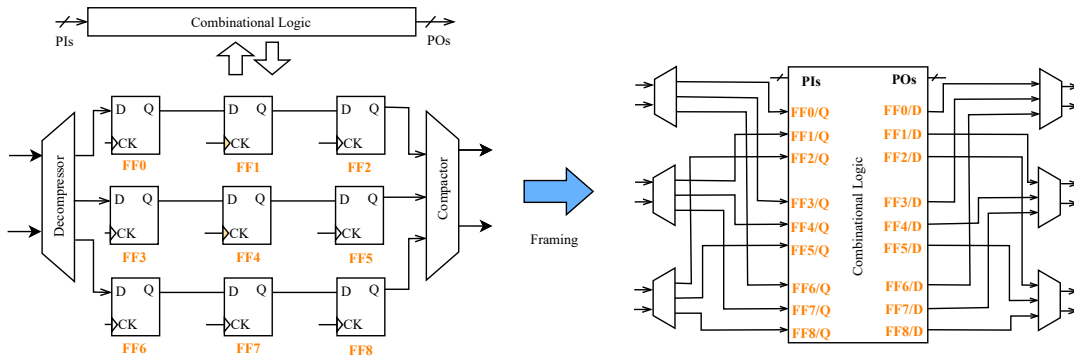 Combinational Logic
PIs
POs
D Q
CK
FF0
D Q
CK
FF1
D Q
CK
FF2
Decompressor
D Q
CK
FF3
D Q
CK
FF4
D Q
CK
FF5
Compactor
D Q
CK
FF6
D Q
CK
FF7
D Q
CK
FF8
Framing
PIs
POs
FF0/Q
FF0/D
FF1/Q
FF1/D
FF2/Q
FF2/D
FF3/Q
FF3/D
FF4/Q
FF4/D
FF5/Q
FF5/D
FF6/Q
FF6/D
FF7/Q
FF7/D
FF8/Q
FF8/D
Combinational Logic